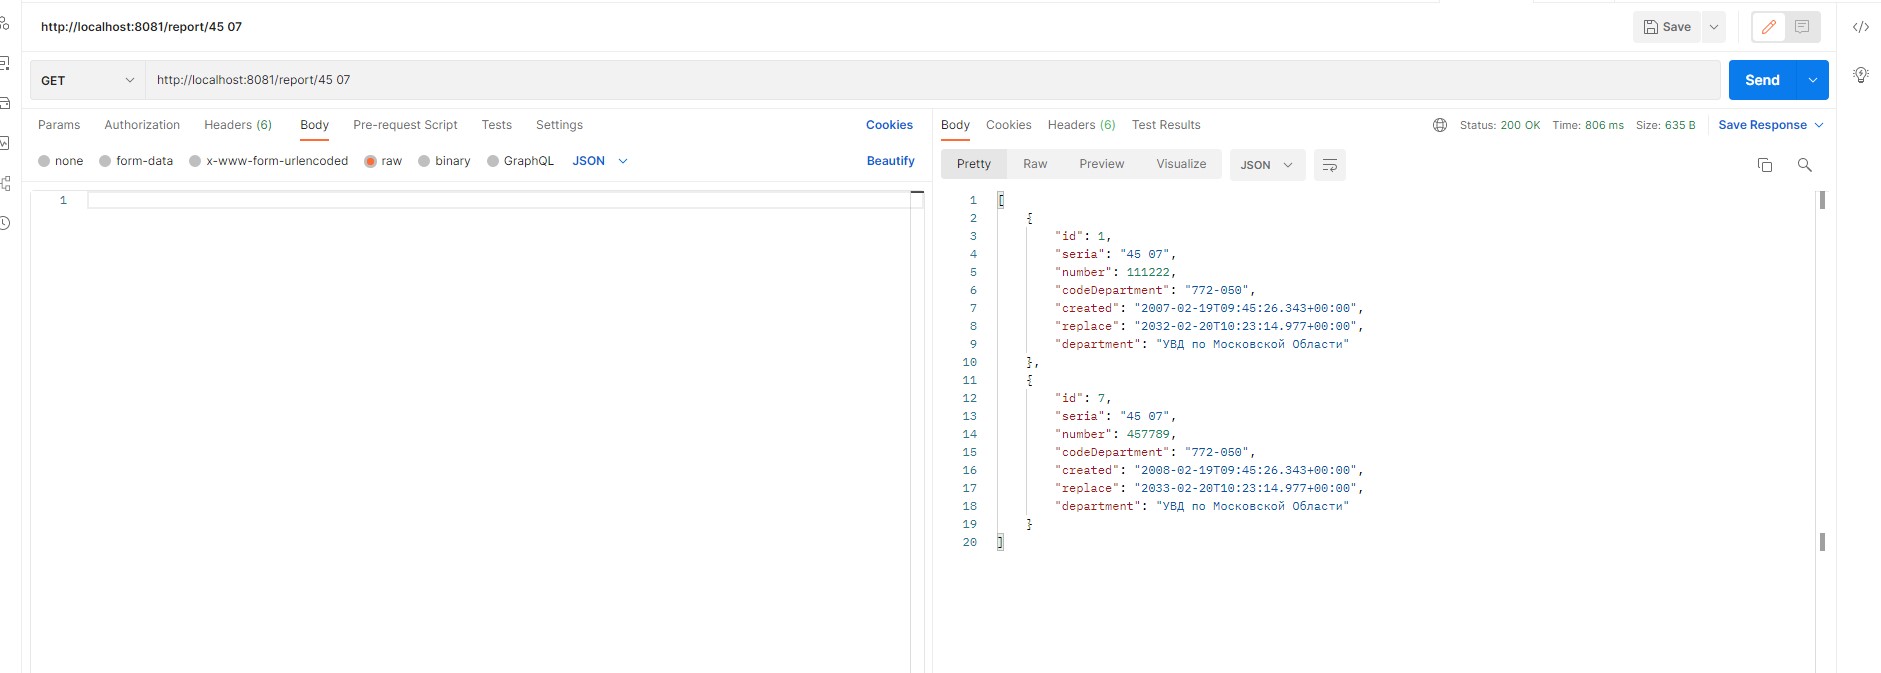 http://localhost:8081/report/45 07
Save
GET
http://localhost:8081/report/45 07
Send
Params Authorization Headers (6) Body Pre-request Script Tests Settings Cookies
none form-data x-www-form-urlencoded raw binary GraphQL JSON Beautify
1
Body Cookies Headers (6) Test Results Status: 200 OK Time: 806 ms Size: 635 B Save Response
Pretty Raw Preview Visualize JSON
1 [
2 {
3 "id": 1,
4 "seria": "45 07",
5 "number": 111222,
6 "codeDepartment": "772-050",
7 "created": "2007-02-19T09:45:26.343+00:00",
8 "replace": "2032-02-20T10:23:14.977+00:00",
9 "department": "УВД по Московской Области"
10 },
11 {
12 "id": 7,
13 "seria": "45 07",
14 "number": 457789,
15 "codeDepartment": "772-050",
16 "created": "2008-02-19T09:45:26.343+00:00",
17 "replace": "2033-02-20T10:23:14.977+00:00",
18 "department": "УВД по Московской Области"
19 }
20 ]